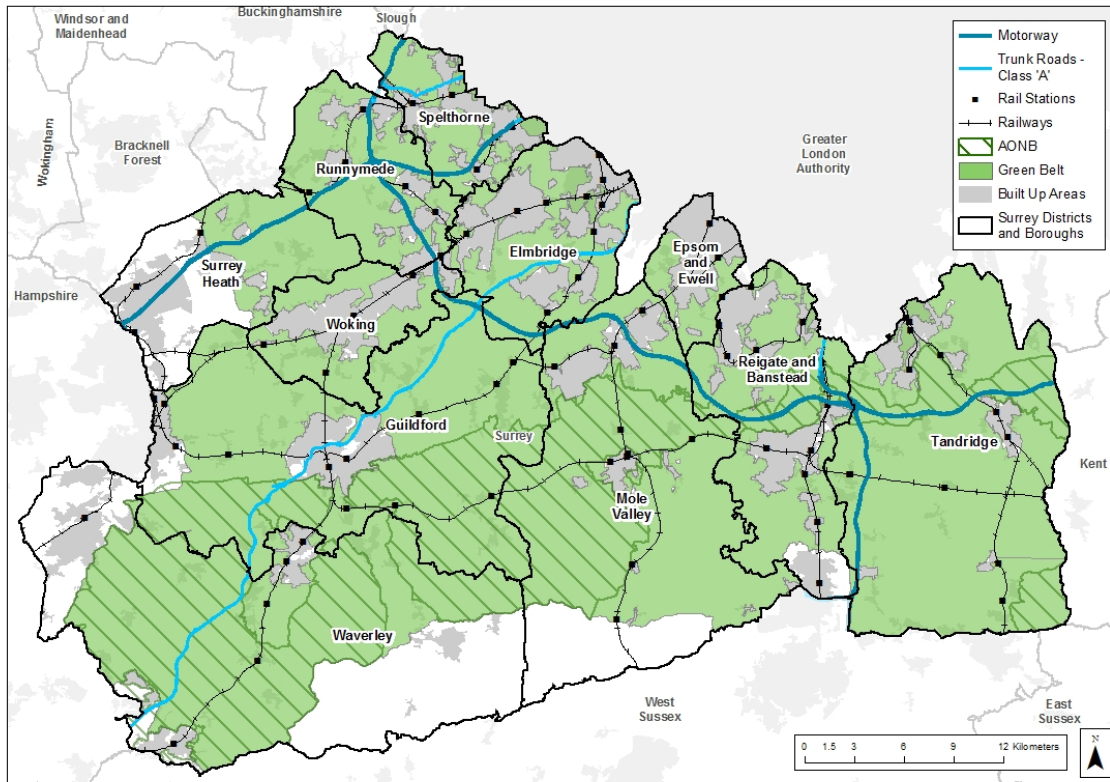 Buckinghamshire
Slough
Windsor and
Maidenhead
Wokingham
Bracknell
Forest
Greater
London
Authority
Hampshire
Kent
West
Sussex
East
Sussex
Surrey
Spelthorne
Runnymede
Elmbridge
Epsom
and
Ewell
Surrey
Heath
Woking
Reigate and
Banstead
Guildford
Tandridge
Mole
Valley
Waverley
Motorway
Trunk Roads -
Class 'A'
Rail Stations
Railways
AONB
Green Belt
Built Up Areas
Surrey Districts
and Boroughs
0 1.5 3 6 9 12 Kilometers
N